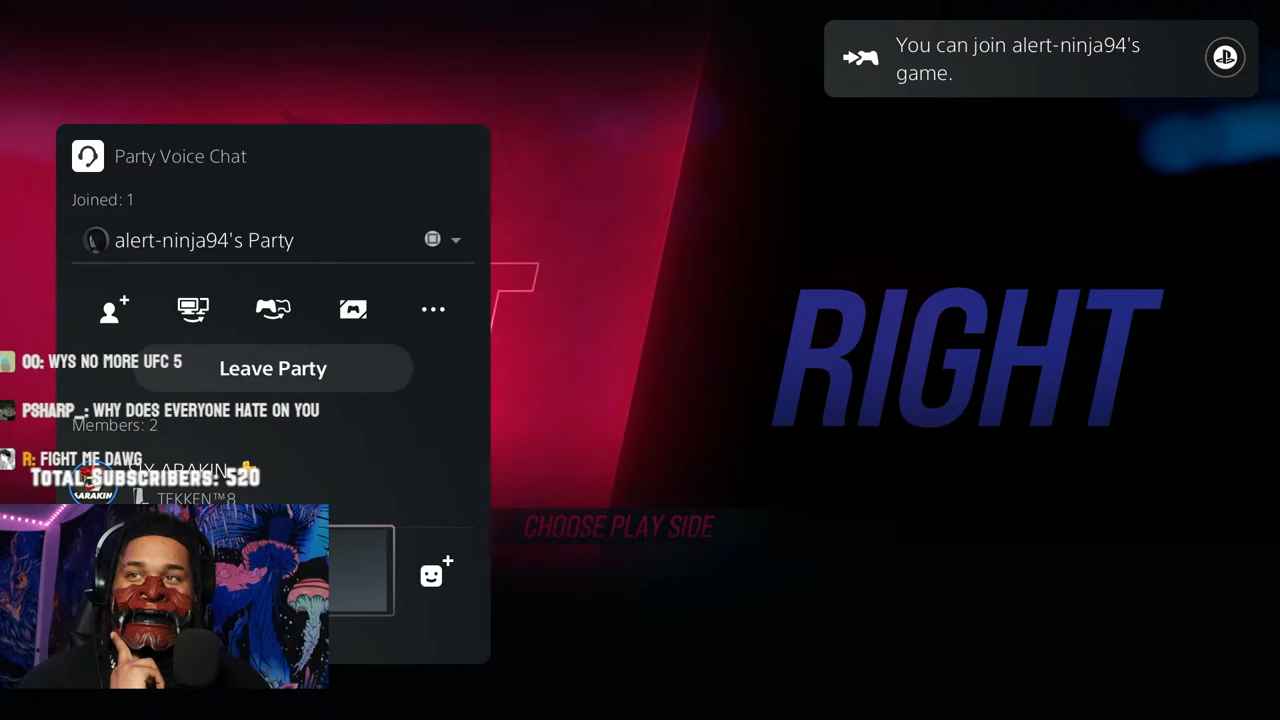 You can join alert-ninja94's
game.
Party Voice Chat
Joined: 1
alert-ninja94's Party
Leave Party
OO: WYS NO MORE UFC 5
PSHARP_: WHY DOES EVERYONE HATE ON YOU
Members: 2
R: FIGHT ME DAWG
ARAKIN
TOTAL SUBSCRIBERS: 520
SARAKIN
TEKKEN™8
RIGHT
CHOOSE PLAY SIDE